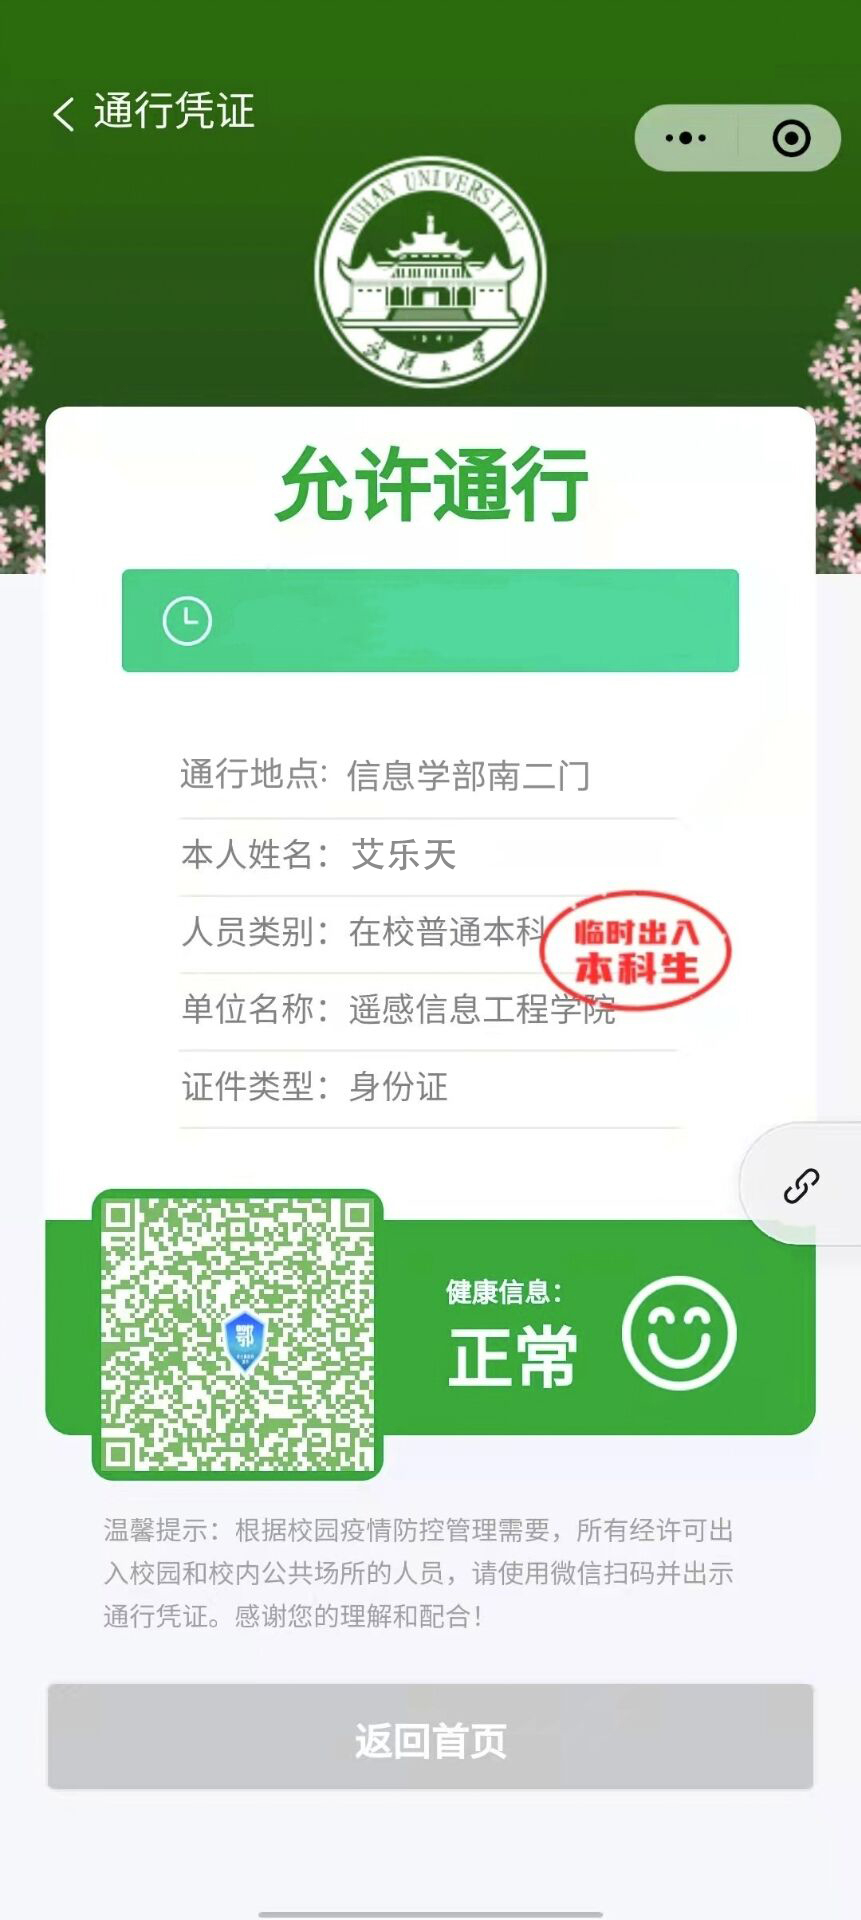 通行凭证
WUHAN UNIVERSITY
武汉大学
允许通行
通行地点: 信息学部南二门
本人姓名: 艾乐天
人员类别: 在校普通本科
临时出入
本科生
单位名称: 遥感信息工程学院
证件类型: 身份证
鄂
健康信息:
正常
温馨提示: 根据校园疫情防控管理需要，所有经许可出
入校园和校内公共场所的人员，请使用微信扫码并出示
通行凭证。感谢您的理解和配合！
返回首页